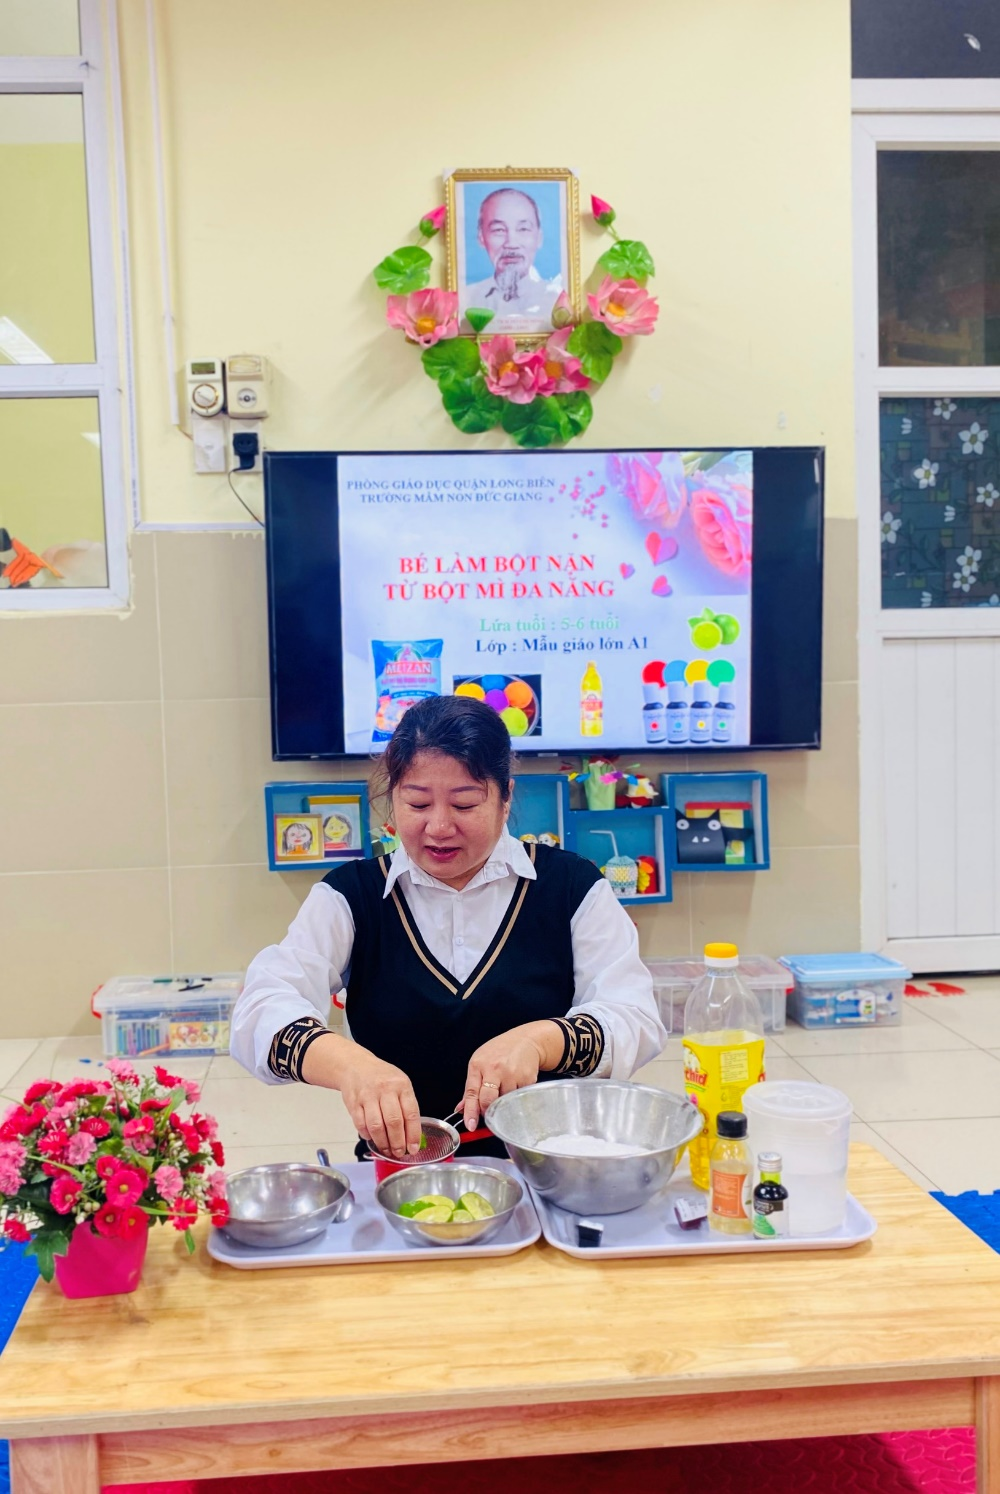 PHÒNG GIÁO DỤC QUẬN LONG BIÊN
TRƯỜNG MẦM NON ĐỨC GIANG
BÉ LÀM BỘT NẶN
TỪ BỘT MÌ ĐA NĂNG
Lứa tuổi : 5-6 tuổi
Lớp : Mẫu giáo lớn A1
MEIZAN